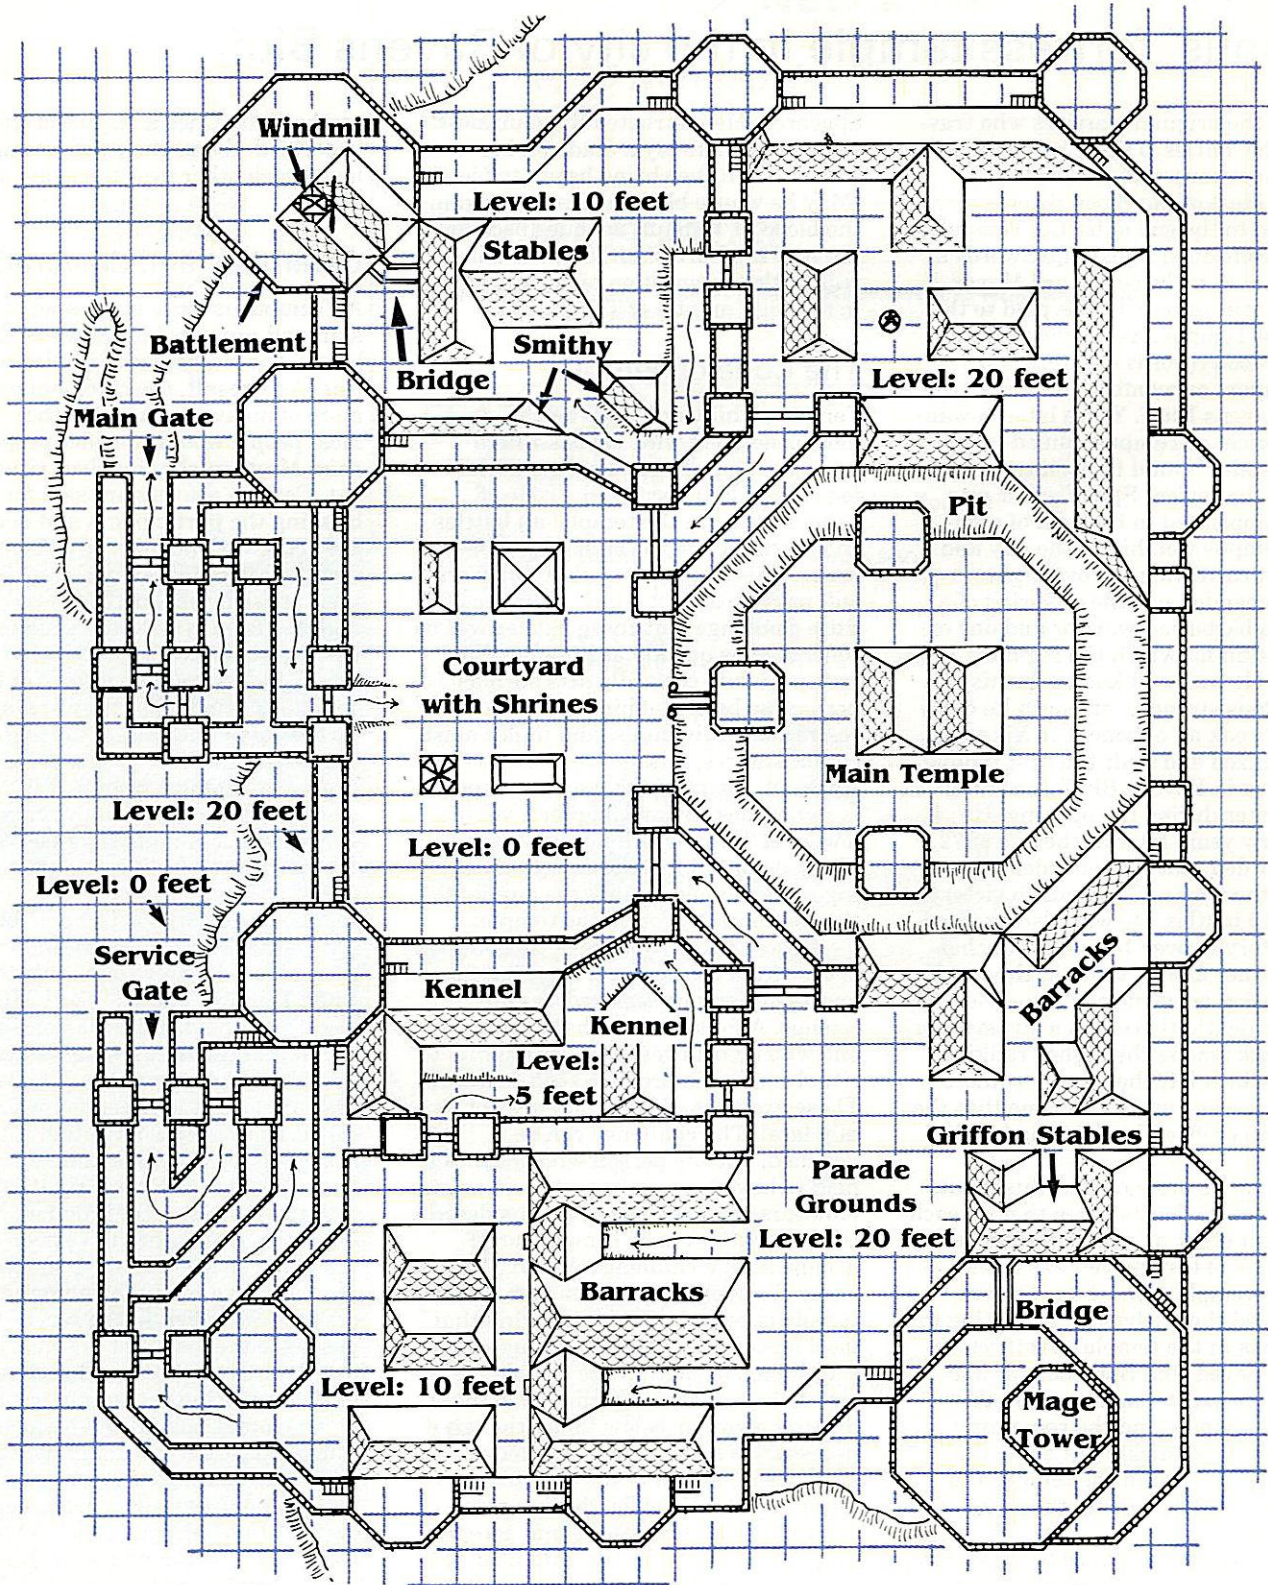 Windmill
Level: 10 feet
Stables
Battlement
Smithy
Bridge
Level: 20 feet
Main Gate
Pit
Courtyard
with Shrines
Main Temple
Level: 20 feet
Level: 0 feet
Level: 0 feet
Service
Gate
Kennel
Barracks
Kennel
Level:
5 feet
Griffon Stables
Parade
Grounds
Level: 20 feet
Barracks
Bridge
Level: 10 feet
Mage
Tower